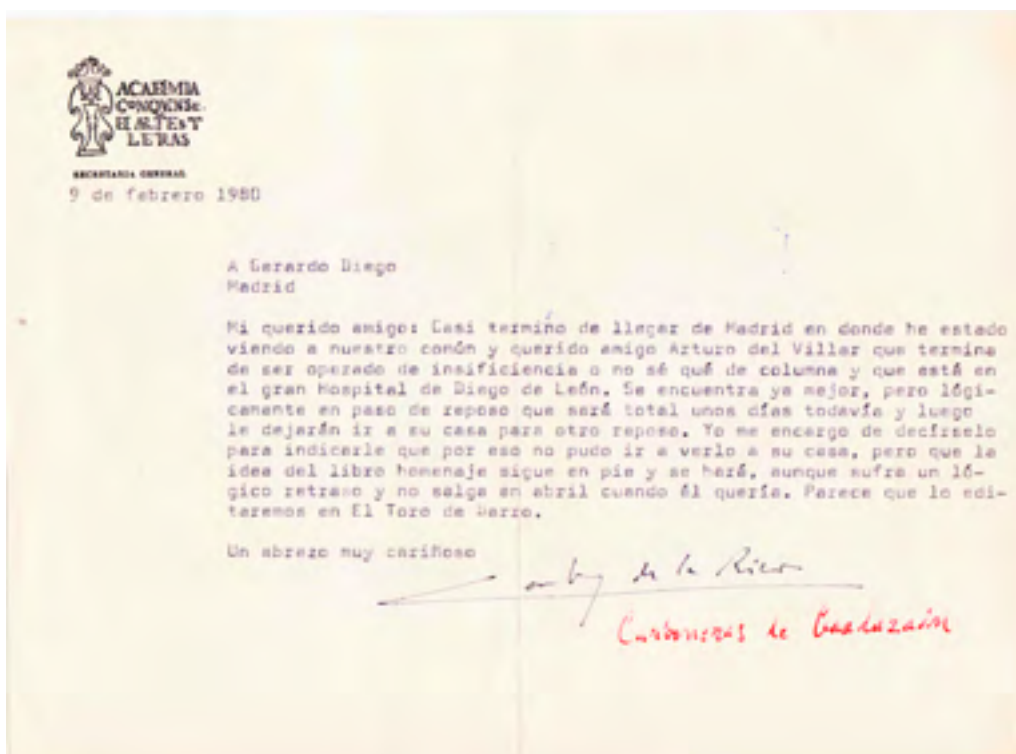 ACADEMIA
CONQUENSE
DE ARTES Y
LETRAS
SECRETARIA GENERAL
9 de febrero 1980
A Gerardo Diego
Madrid
Mi querido amigo: Casi termino de llegar de Madrid en donde he estado
viendo a nuestro común y querido amigo Arturo del Villar que termina
de ser operado de insificiencia o no sé qué de columna y que está en
el gran Hospital de Diego de León. Se encuentra ya mejor, pero lógi-
camente en paso de reposo que será total unos días todavía y luego
le dejarán ir a su casa para otro reposo. Yo me encargo de decírselo
para indicarle que por eso no pudo ir a verlo a su casa, pero que la
idea del libro homenaje sigue en pie y se hará, aunque sufra un ló-
gico retraso y no salga en abril cuando él quería. Parece que lo edi-
taremos en El Toro de Barro.
Un abrazo muy cariñoso
Carlos de la Rica
Carboneras de Guadazaón